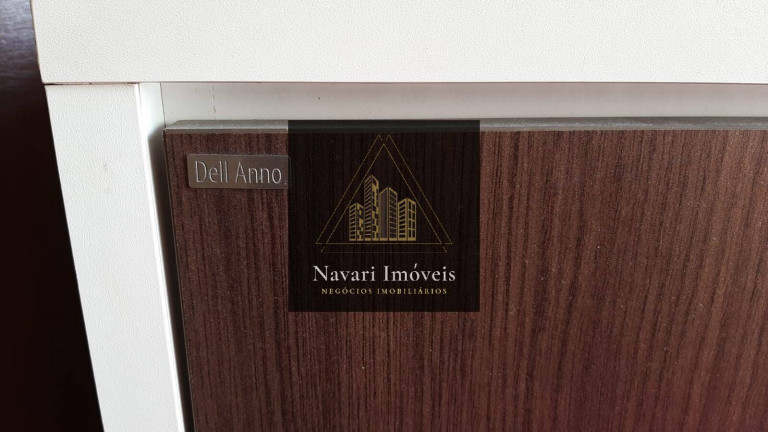 Dell Anno
Navari Imóveis
NEGÓCIOS IMOBILIÁRIOS